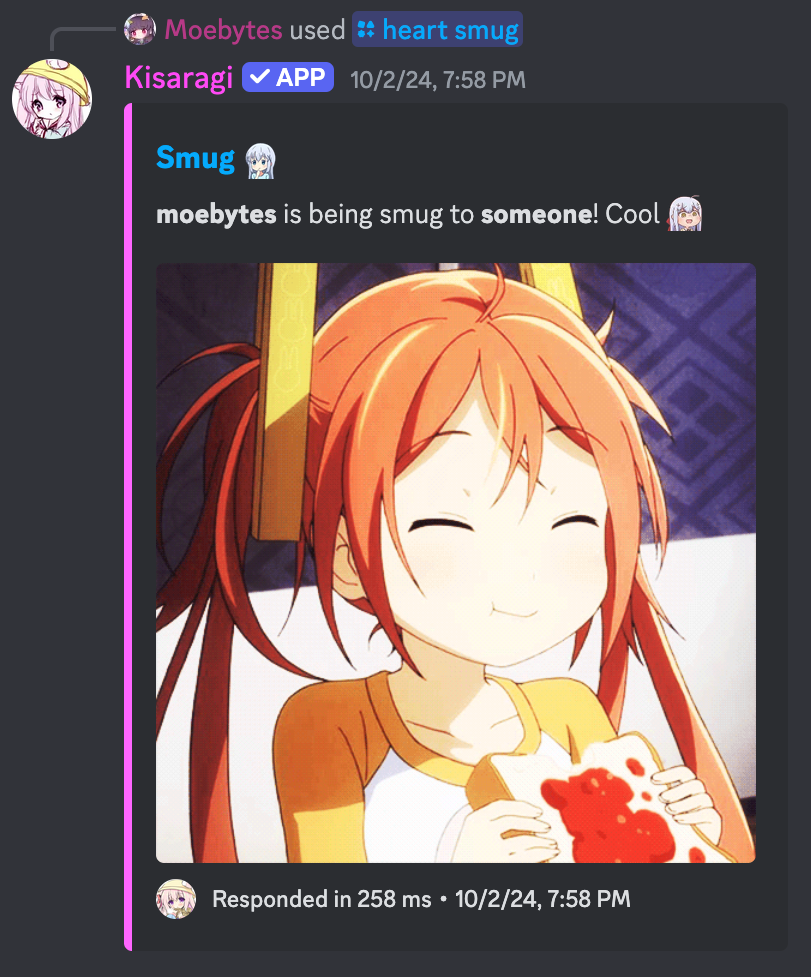 Moebytes used heart smug
Kisaragi APP 10/2/24, 7:58 PM
Smug
moebytes is being smug to someone! Cool
Responded in 258 ms • 10/2/24, 7:58 PM